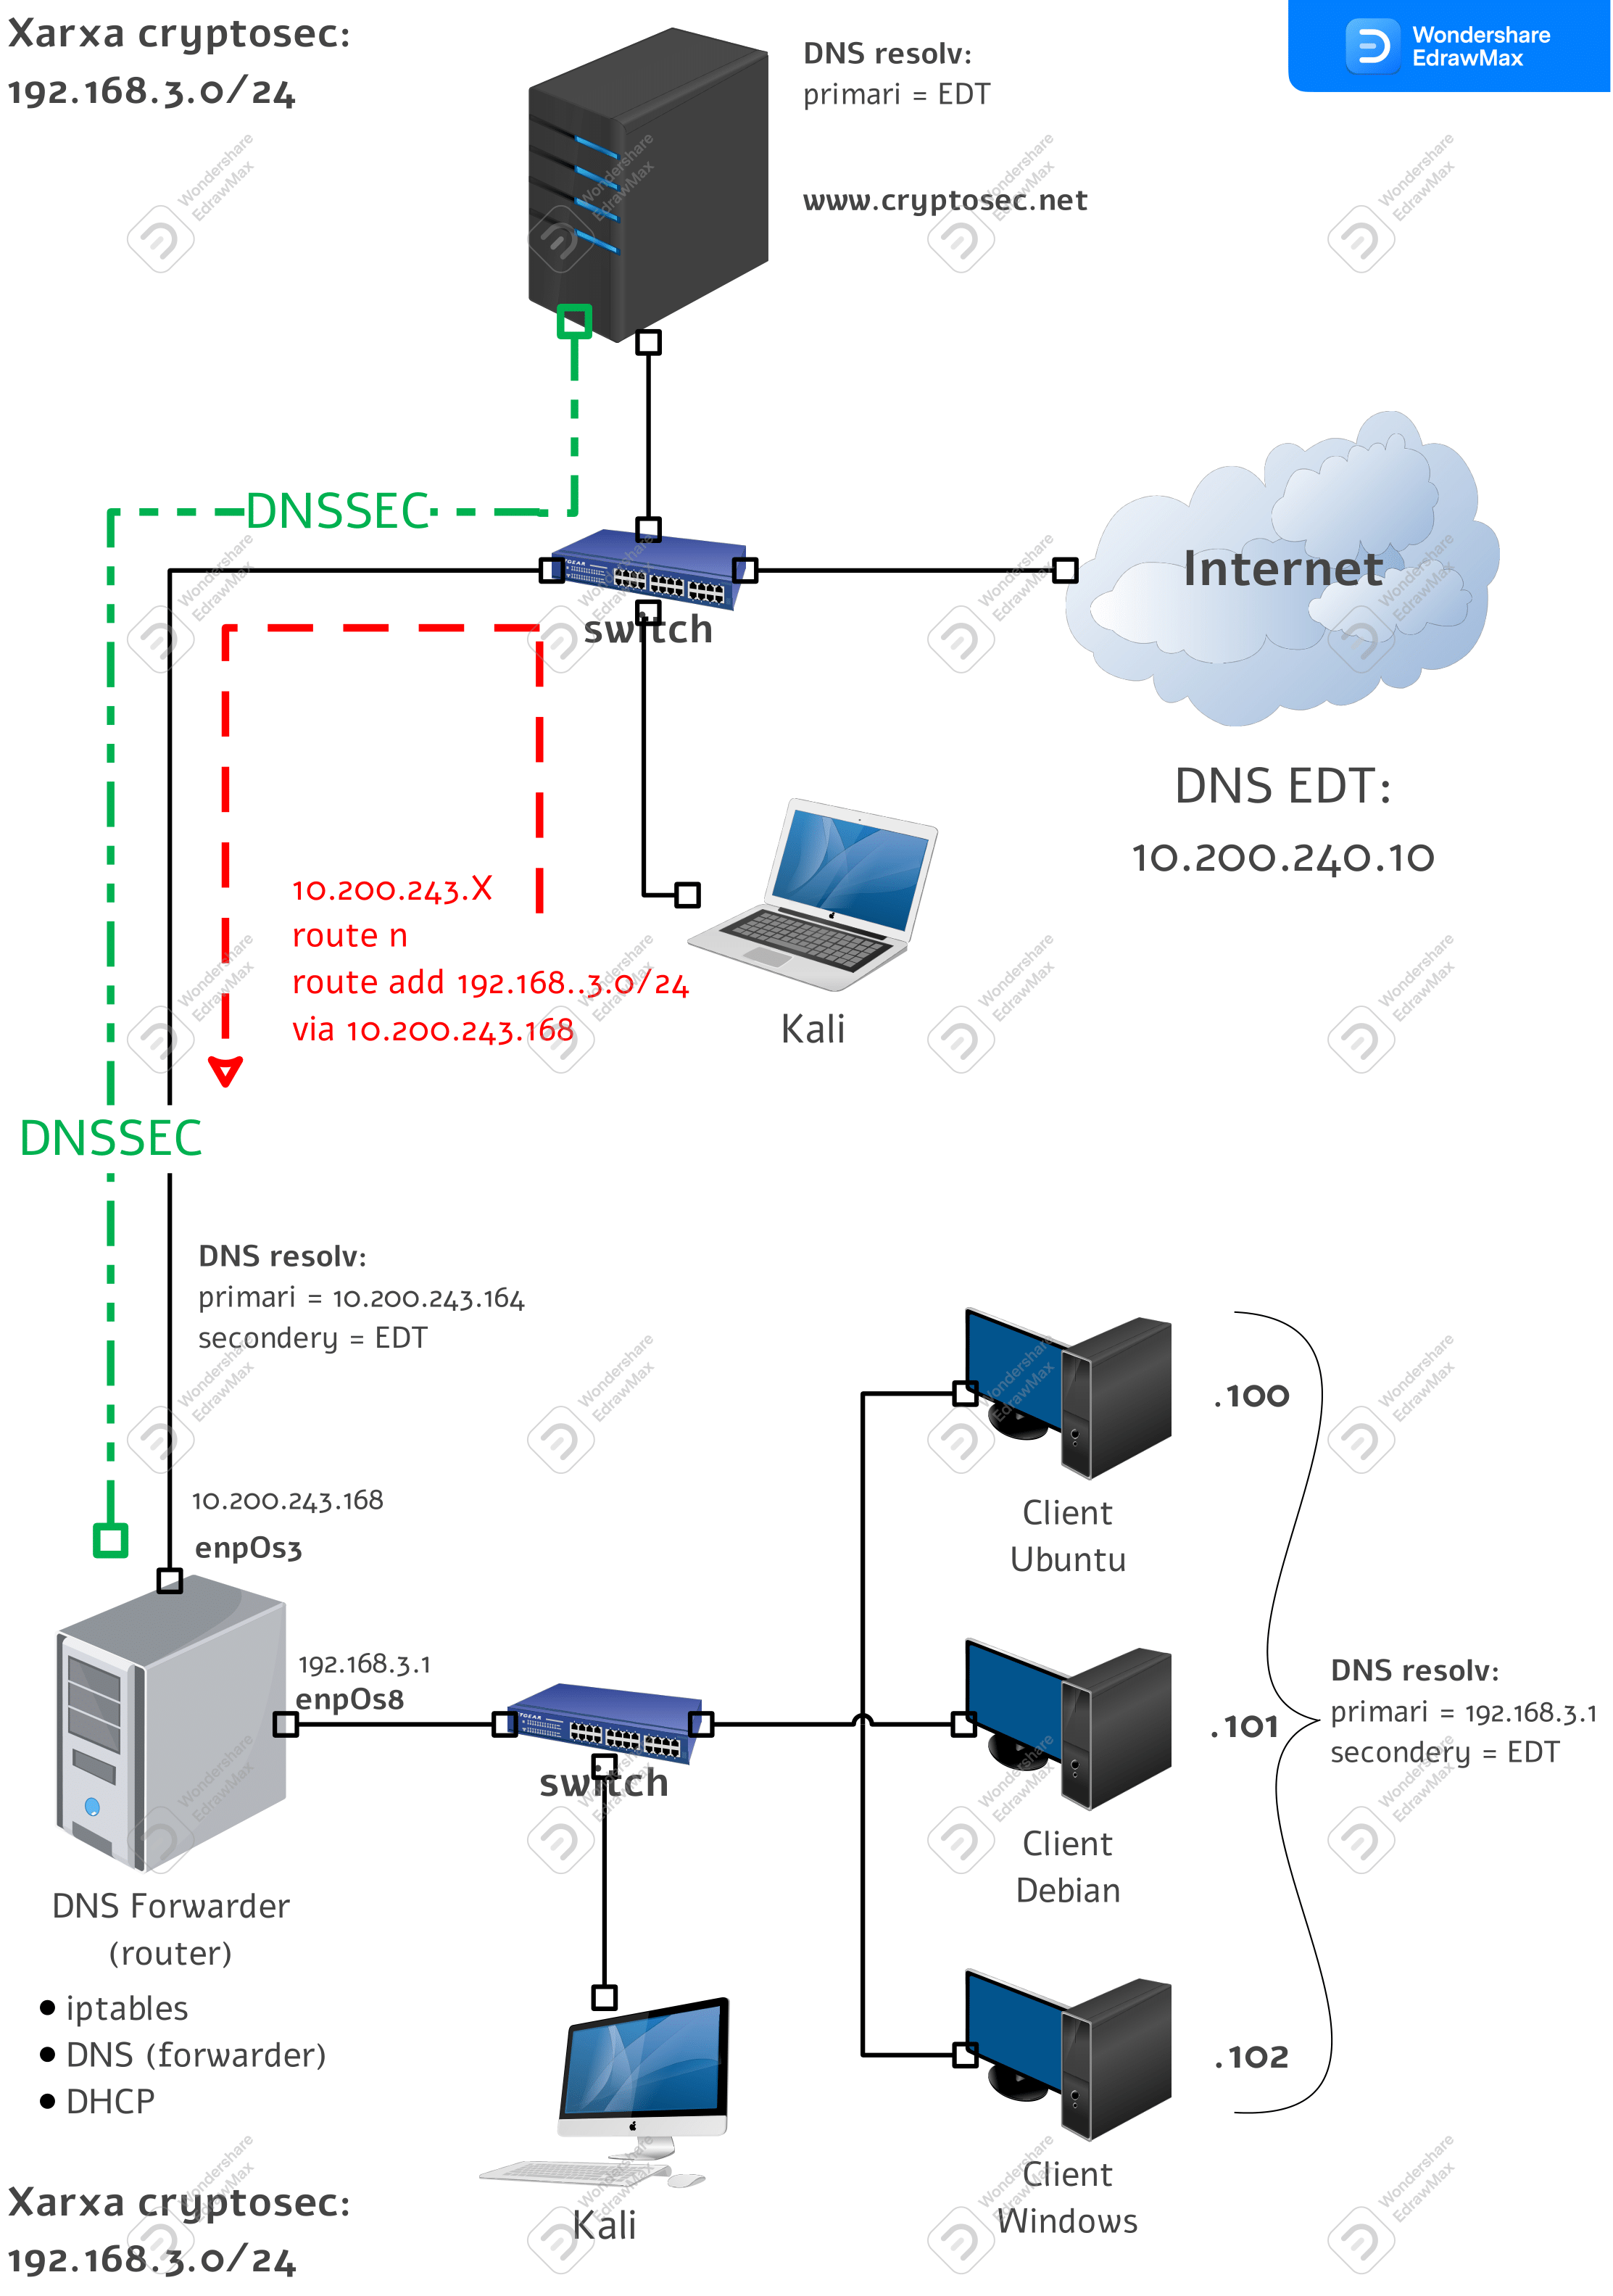 Xarxa cryptosec:
192.168.3.0/24
DNS resolv:
primari = EDT
www.cryptosec.net
Wondershare
EdrawMax
DNSSEC
switch
Internet
DNS EDT:
10.200.240.10
10.200.243.X
route n
route add 192.168..3.0/24
via 10.200.243.168
Kali
DNSSEC
DNS resolv:
primari = 10.200.243.164
secondery = EDT
10.200.243.168
enp0s3
192.168.3.1
enp0s8
switch
.100
Client
Ubuntu
.101
Client
Debian
DNS resolv:
primari = 192.168.3.1
secondery = EDT
.102
Client
Windows
DNS Forwarder
(router)
• iptables
• DNS (forwarder)
• DHCP
Kali
Xarxa cryptosec:
192.168.3.0/24